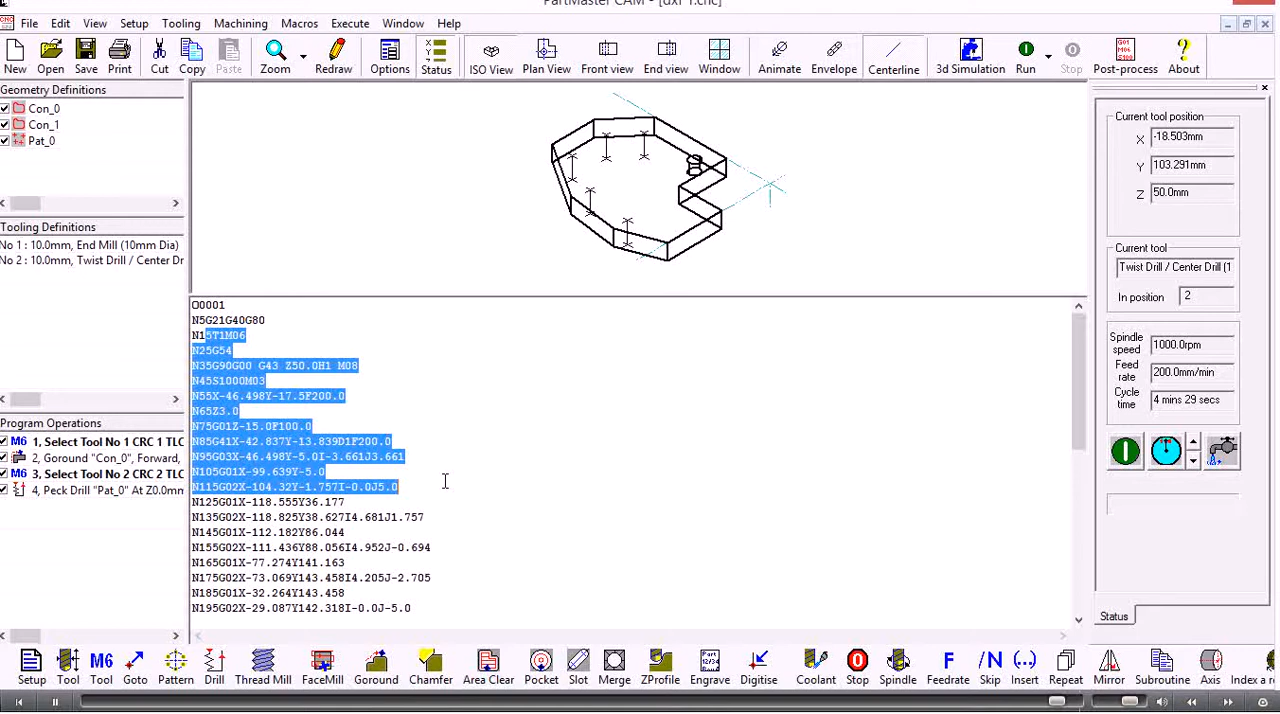 PartMaster CAM - [dxf 1.cnc]
File Edit View Setup Tooling Machining Macros Execute Window Help
New Open Save Print Cut Copy Paste Zoom Redraw Options Status ISO View Plan View Front view End view Window Animate Envelope Centerline 3d Simulation Run Stop Post-process About
Geometry Definitions
Con_0
Con_1
Pat_0
Tooling Definitions
No 1 : 10.0mm, End Mill (10mm Dia)
No 2 : 10.0mm, Twist Drill / Center Dr
Program Operations
M6 1, Select Tool No 1 CRC 1 TLC
2, Goround "Con_0", Forward,
M6 3, Select Tool No 2 CRC 2 TLC
4, Peck Drill "Pat_0" At Z0.0mm
O0001
N5G21G40G80
N15T1M06
N25G54
N35G90G00 G43 Z50.0H1 M08
N45S1000M03
N55X-46.498Y-17.5F200.0
N65Z3.0
N75G01Z-15.0F100.0
N85G41X-42.837Y-13.839D1F200.0
N95G03X-46.498Y-5.0I-3.661J3.661
N105G01X-99.639Y-5.0
N115G02X-104.32Y-1.757I-0.0J5.0
N125G01X-118.555Y36.177
N135G02X-118.825Y38.627I4.681J1.757
N145G01X-112.182Y86.044
N155G02X-111.436Y88.056I4.952J-0.694
N165G01X-77.274Y141.163
N175G02X-73.069Y143.458I4.205J-2.705
N185G01X-32.264Y143.458
N195G02X-29.087Y142.318I-0.0J-5.0
Current tool position
X -18.503mm
Y 103.291mm
Z 50.0mm
Current tool
Twist Drill / Center Drill (1
In position 2
Spindle speed 1000.0rpm
Feed rate 200.0mm/min
Cycle time 4 mins 29 secs
Status
Setup Tool M6 Goto Pattern Drill Thread Mill FaceMill Goround Chamfer Area Clear Pocket Slot Merge ZProfile Engrave Digitise Coolant Stop Spindle Feedrate Skip Insert Repeat Mirror Subroutine Axis Index a r